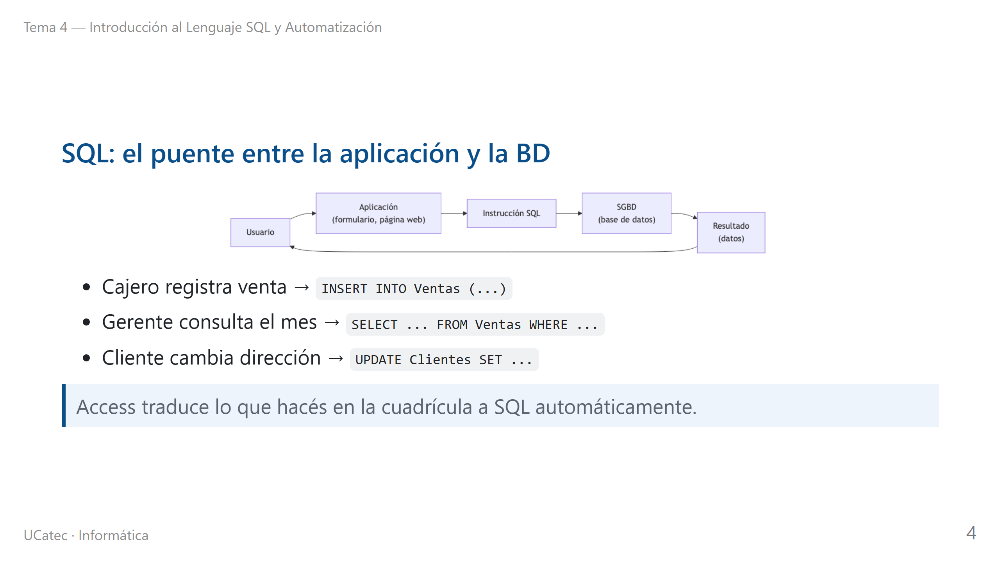 Tema 4 — Introducción al Lenguaje SQL y Automatización
SQL: el puente entre la aplicación y la BD
Usuario
Aplicación
(formulario, página web)
Instrucción SQL
SGBD
(base de datos)
Resultado
(datos)
• Cajero registra venta → INSERT INTO Ventas (...)
• Gerente consulta el mes → SELECT ... FROM Ventas WHERE ...
• Cliente cambia dirección → UPDATE Clientes SET ...
Access traduce lo que hacés en la cuadrícula a SQL automáticamente.
UCatec · Informática
4